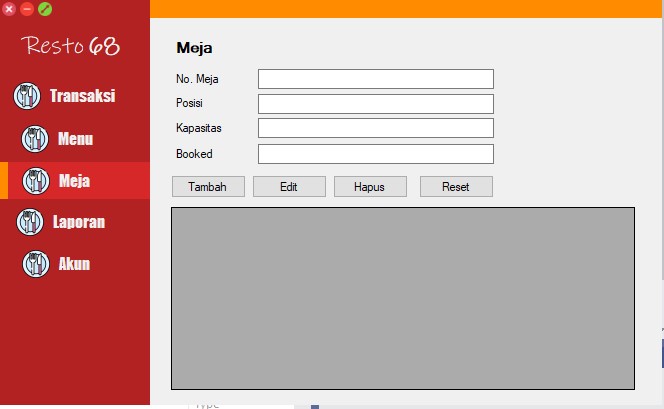 Resto 68
Transaksi
Menu
Meja
Laporan
Akun
Meja
No. Meja
Posisi
Kapasitas
Booked
Tambah
Edit
Hapus
Reset